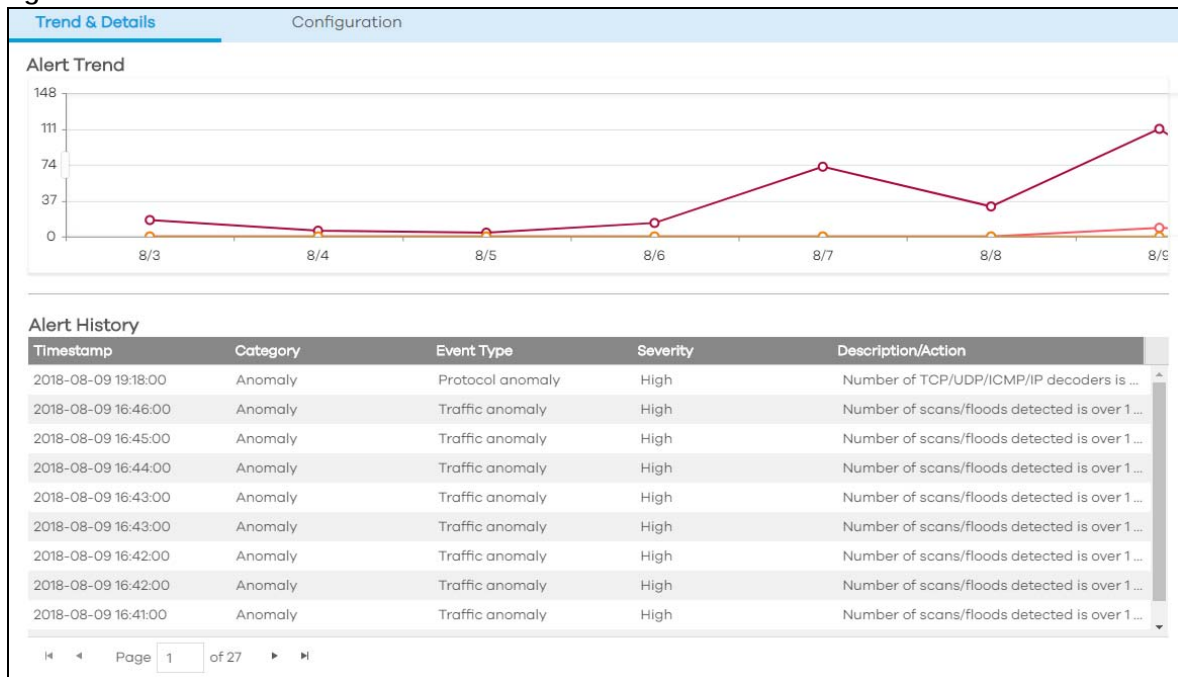 Trend & Details Configuration
Alert Trend
148
111
74
37
0
8/3 8/4 8/5 8/6 8/7 8/8 8/9
Alert History
Timestamp Category Event Type Severity Description/Action
2018-08-09 19:18:00 Anomaly Protocol anomaly High Number of TCP/UDP/ICMP/IP decoders is ...
2018-08-09 16:46:00 Anomaly Traffic anomaly High Number of scans/floods detected is over 1 ...
2018-08-09 16:45:00 Anomaly Traffic anomaly High Number of scans/floods detected is over 1 ...
2018-08-09 16:44:00 Anomaly Traffic anomaly High Number of scans/floods detected is over 1 ...
2018-08-09 16:43:00 Anomaly Traffic anomaly High Number of scans/floods detected is over 1 ...
2018-08-09 16:43:00 Anomaly Traffic anomaly High Number of scans/floods detected is over 1 ...
2018-08-09 16:42:00 Anomaly Traffic anomaly High Number of scans/floods detected is over 1 ...
2018-08-09 16:42:00 Anomaly Traffic anomaly High Number of scans/floods detected is over 1 ...
2018-08-09 16:41:00 Anomaly Traffic anomaly High Number of scans/floods detected is over 1 ...
Page 1 of 27